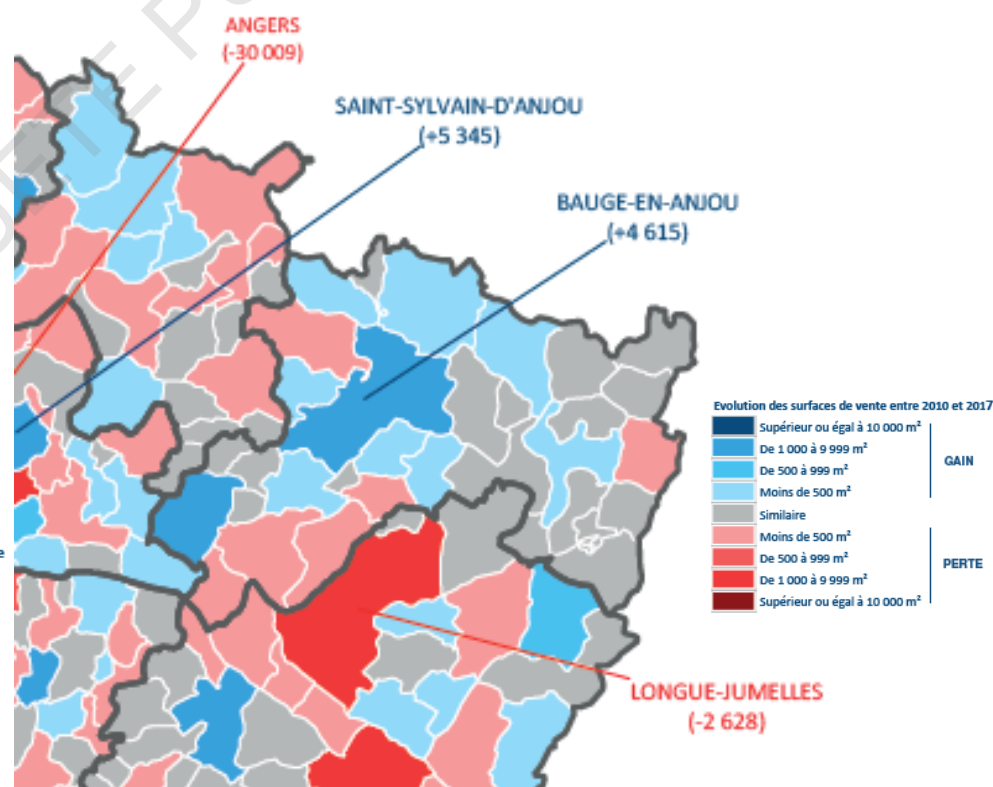 ANGERS
(-30 009)
SAINT-SYLVAIN-D'ANJOU
(+5 345)
BAUGE-EN-ANJOU
(+4 615)
Evolution des surfaces de vente entre 2010 et 2017
Supérieur ou égal à 10 000 m²
De 1 000 à 9 999 m²
De 500 à 999 m²
Moins de 500 m²
GAIN
Similaire
Moins de 500 m²
De 500 à 999 m²
De 1 000 à 9 999 m²
Supérieur ou égal à 10 000 m²
PERTE
LONGUE-JUMELLES
(-2 628)